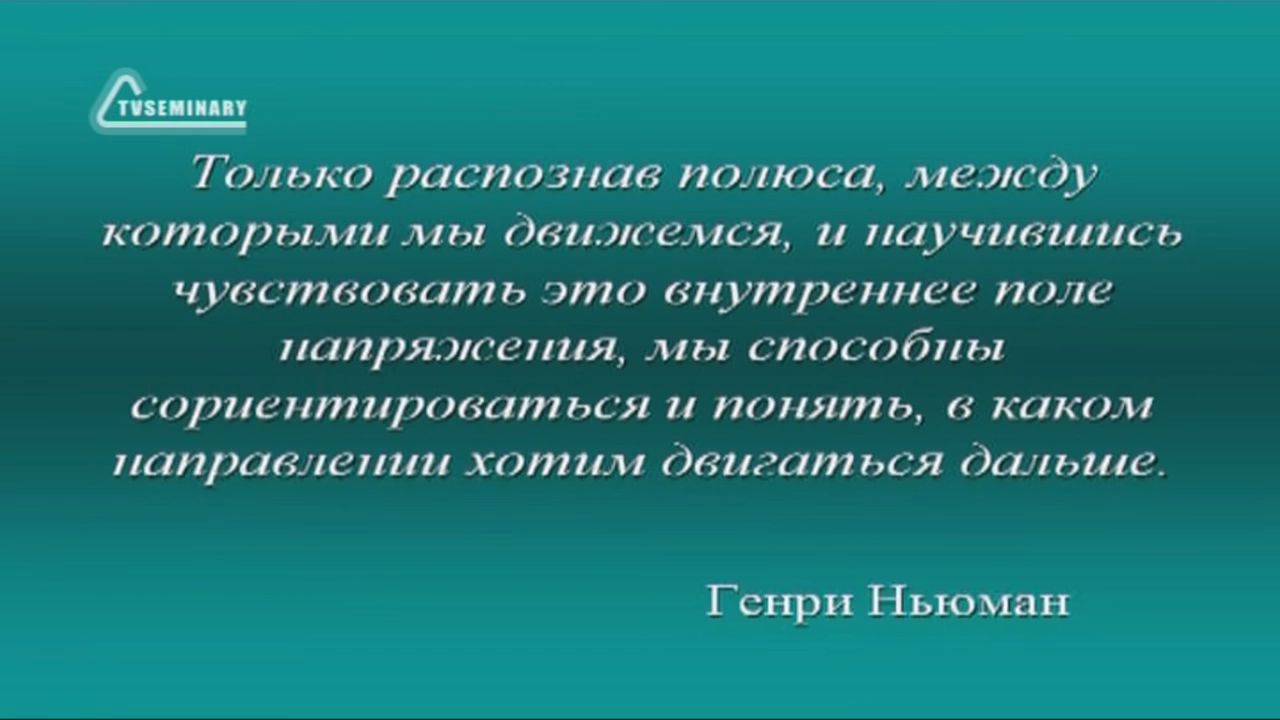 TVSEMINARY
Только распознав полюса, между
которыми мы движемся, и научившись
чувствовать это внутреннее поле
напряжения, мы способны
сориентироваться и понять, в каком
направлении хотим двигаться дальше.
Генри Ньюман